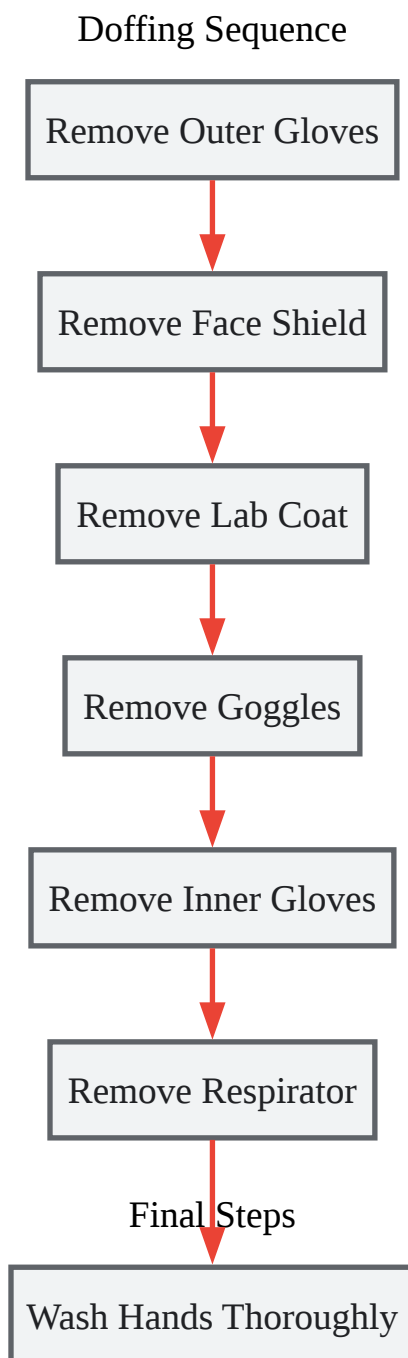 Doffing Sequence
Remove Outer Gloves
Remove Face Shield
Remove Lab Coat
Remove Goggles
Remove Inner Gloves
Remove Respirator
Final Steps
Wash Hands Thoroughly